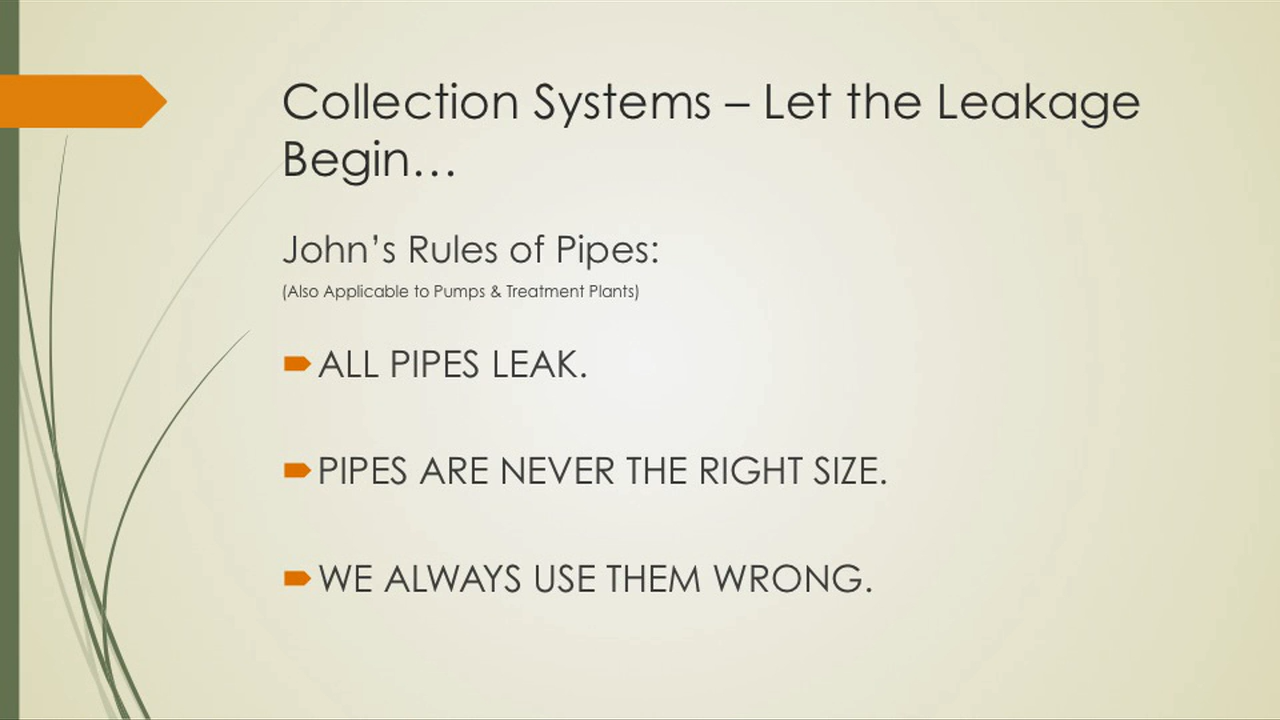 Collection Systems – Let the Leakage
Begin…
John’s Rules of Pipes:
(Also Applicable to Pumps & Treatment Plants)
ALL PIPES LEAK.
PIPES ARE NEVER THE RIGHT SIZE.
WE ALWAYS USE THEM WRONG.